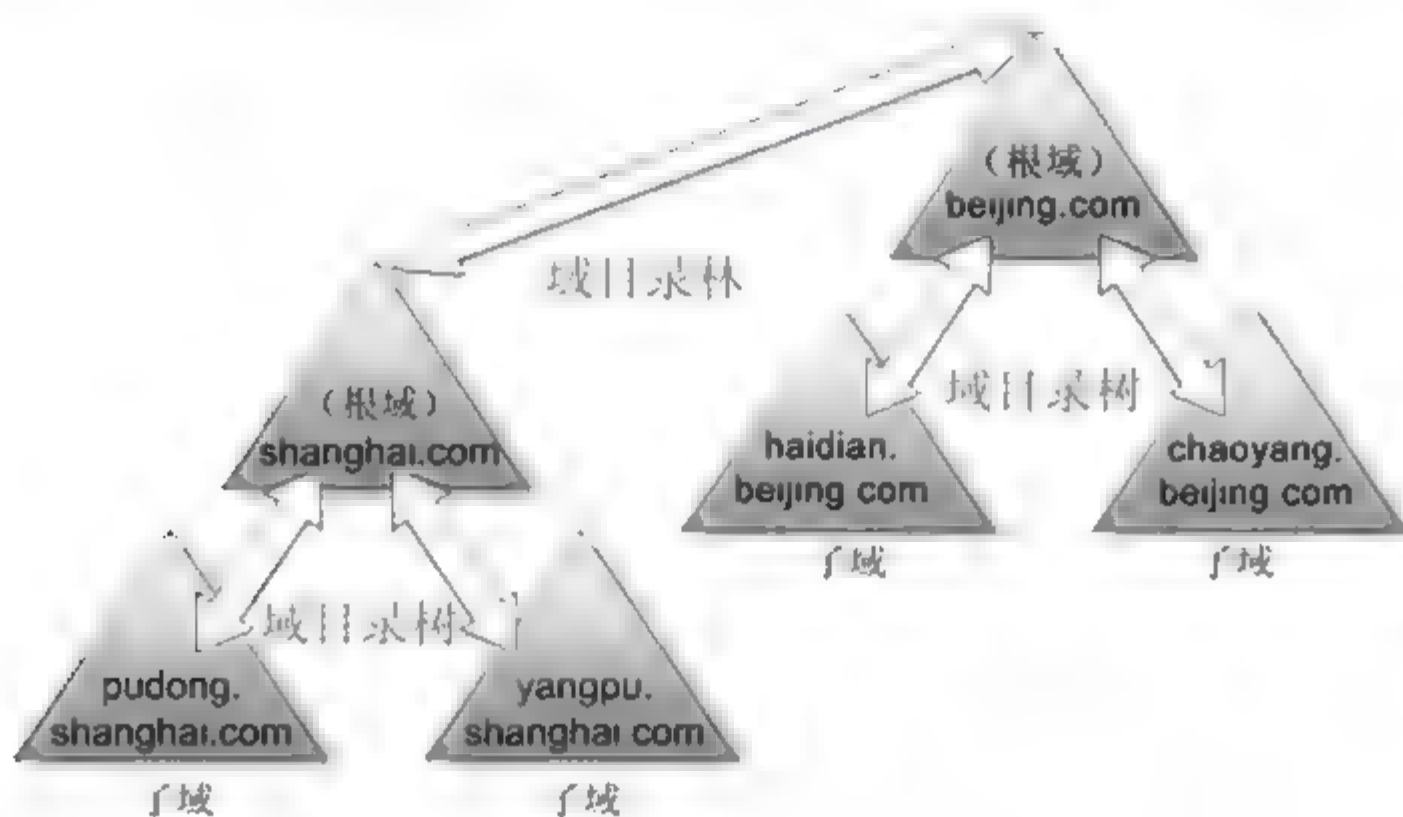 （根域）
beijing.com
域目录林
（根域）
shanghai.com
域目录树
haidian.
beijing com
chaoyang.
beijing com
子域
子域
域目录树
pudong.
shanghai.com
yangpu.
shanghai com
子域
子域